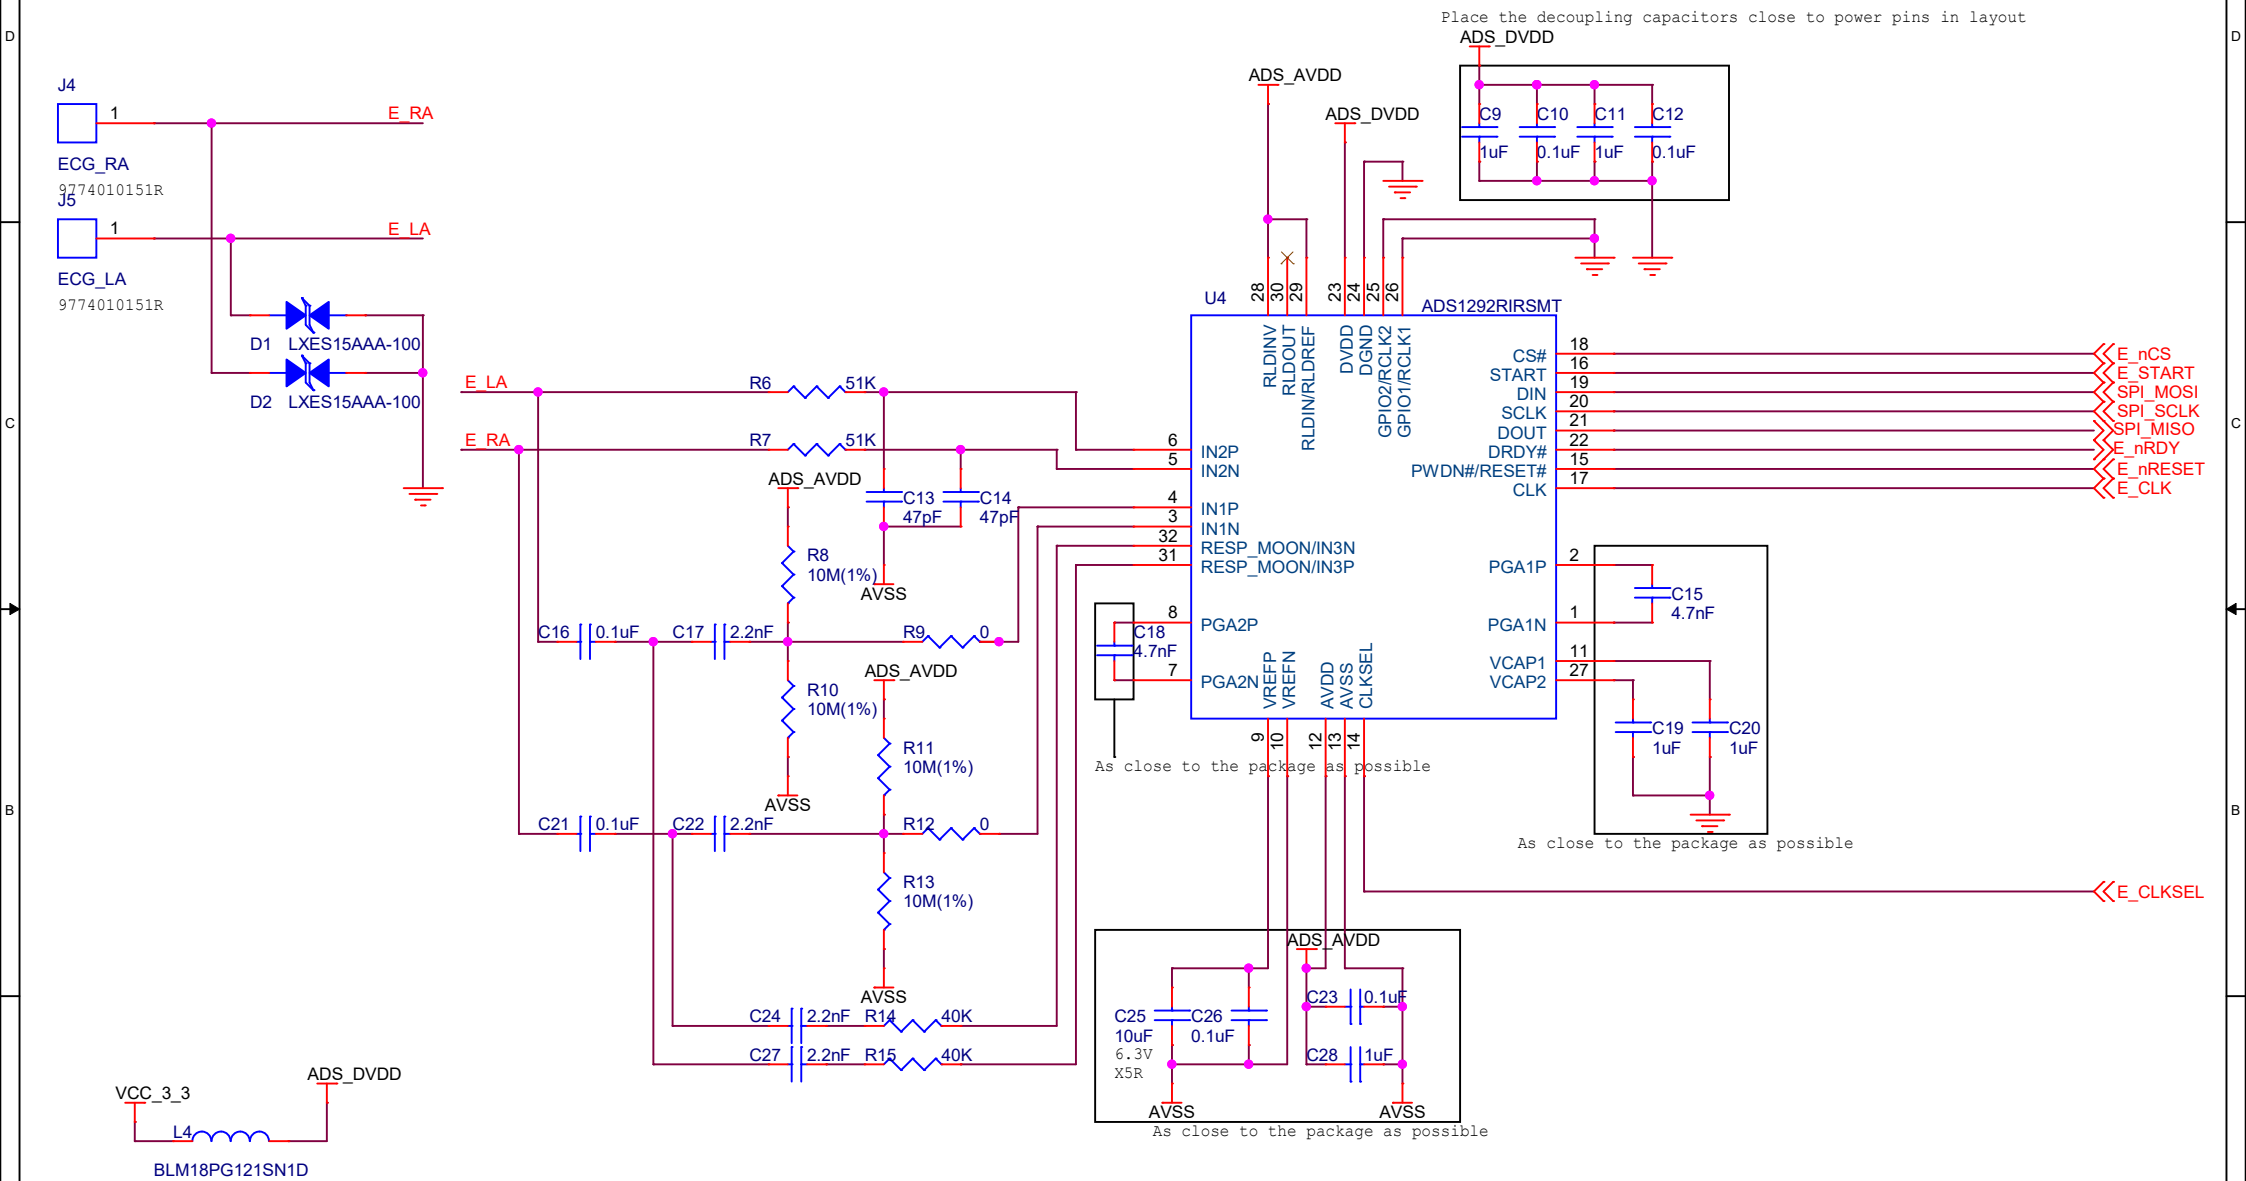 Place the decoupling capacitors close to power pins in layout
D
D
ADS_DVDD
ADS_AVDD
J4
1
E_RA
ADS_DVDD
C9
1uF
C10
0.1uF
C11
1uF
C12
0.1uF
ECG_RA
9774010151R
J5
1
E_LA
ECG_LA
9774010151R
D1 LXES15AAA-100
D2 LXES15AAA-100
U4
ADS1292RIRSMT
28
30
29
23
24
25
26
RLDINV
RLDOUT
RLDIN/RLDREF
DVDD
DGND
GPIO2/RCLK2
GPIO1/RCLK1
CS#
18
E_nCS
START
16
E_START
DIN
19
SPI_MOSI
SCLK
20
SPI_SCLK
DOUT
21
SPI_MISO
DRDY#
22
E_nRDY
PWDN#/RESET#
15
E_nRESET
CLK
17
E_CLK
C
C
E_LA
R6
51K
E_RA
R7
51K
6
IN2P
5
IN2N
4
IN1P
3
IN1N
32
RESP_MOON/IN3N
31
RESP_MOON/IN3P
8
PGA2P
7
PGA2N
ADS_AVDD
C13
47pF
C14
47pF
R8
10M(1%)
AVSS
PGA1P
2
PGA1N
1
C15
4.7nF
VCAP1
11
VCAP2
27
C16
0.1uF
C17
2.2nF
R9
0
C18
4.7nF
ADS_AVDD
R10
10M(1%)
VREFP
VREFN
AVDD
AVSS
CLKSEL
9
10
12
13
14
C19
1uF
C20
1uF
R11
10M(1%)
As close to the package as possible
AVSS
B
B
C21
0.1uF
C22
2.2nF
R12
0
As close to the package as possible
R13
10M(1%)
E_CLKSEL
AVSS
ADS_AVDD
C24
2.2nF
R14
40K
C27
2.2nF
R15
40K
C25
10uF
6.3V
X5R
C26
0.1uF
C23
0.1uF
C28
1uF
AVSS
AVSS
As close to the package as possible
VCC_3_3
ADS_DVDD
L4
BLM18PG121SN1D